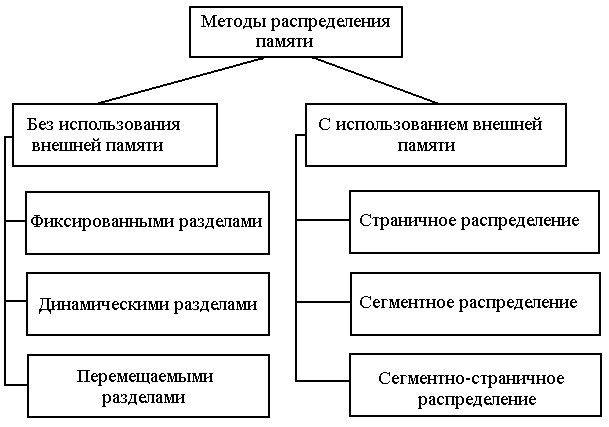 Методы распределения
памяти
Без использования
внешней памяти
С использованием внешней
памяти
Фиксированными разделами
Динамическими разделами
Перемещаемыми
разделами
Страничное распределение
Сегментное распределение
Сегментно-страничное
распределение